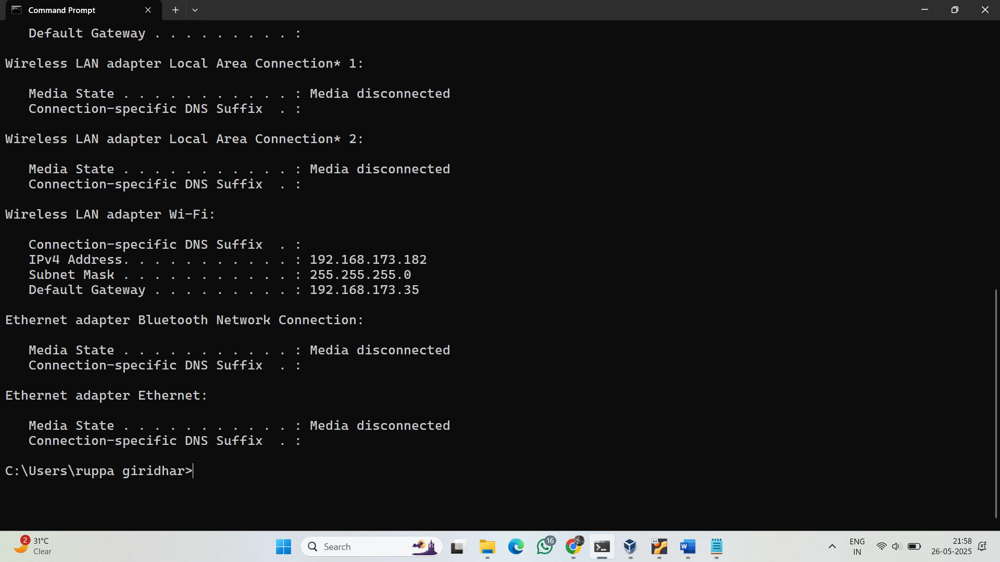 Command Prompt
Default Gateway . . . . . . . . . :
Wireless LAN adapter Local Area Connection* 1:
Media State . . . . . . . . . . . : Media disconnected
Connection-specific DNS Suffix  . :
Wireless LAN adapter Local Area Connection* 2:
Media State . . . . . . . . . . . : Media disconnected
Connection-specific DNS Suffix  . :
Wireless LAN adapter Wi-Fi:
Connection-specific DNS Suffix  . :
IPv4 Address. . . . . . . . . . . : 192.168.173.182
Subnet Mask . . . . . . . . . . . : 255.255.255.0
Default Gateway . . . . . . . . . : 192.168.173.35
Ethernet adapter Bluetooth Network Connection:
Media State . . . . . . . . . . . : Media disconnected
Connection-specific DNS Suffix  . :
Ethernet adapter Ethernet:
Media State . . . . . . . . . . . : Media disconnected
Connection-specific DNS Suffix  . :
C:\Users\ruppa giridhar>
2
31°C
Clear
Search
16
64
W
ENG
IN
21:58
26-05-2025